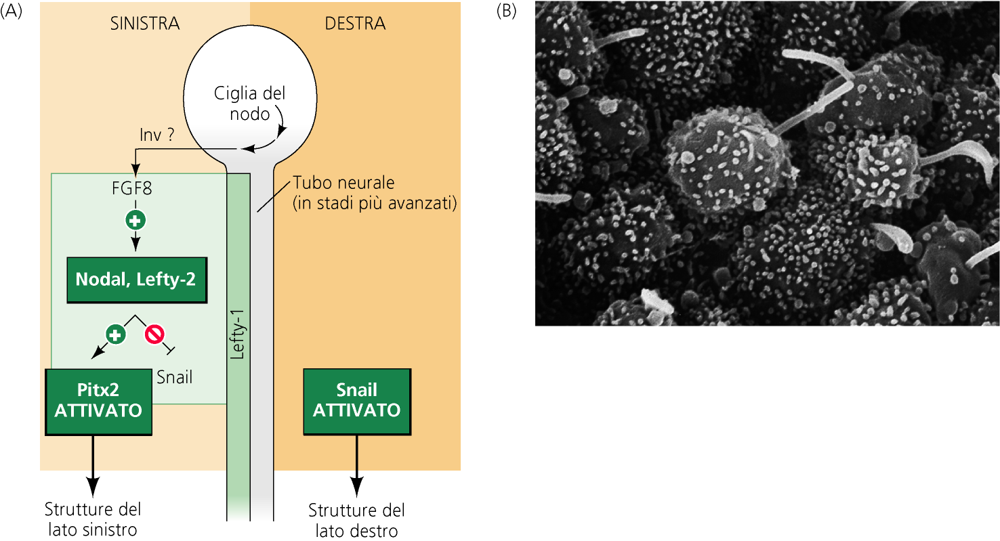 (A)
SINISTRA
DESTRA
Ciglia del
nodo
Inv ?
FGF8
Tubo neurale
(in stadi più avanzati)
Nodal, Lefty-2
Lefty-1
Snail
Pitx2
ATTIVATO
Snail
ATTIVATO
Strutture del
lato sinistro
Strutture del
lato destro
(B)